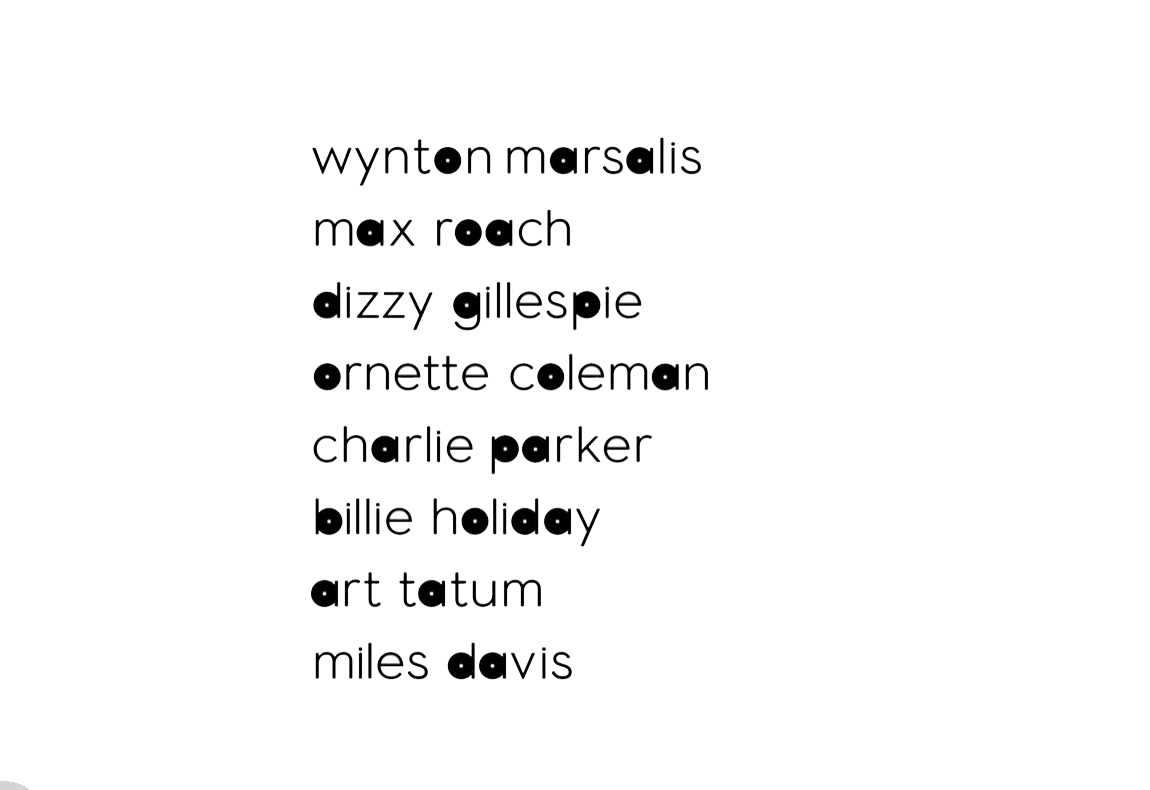 wynton marsalis
max roach
dizzy gillespie
ornette coleman
charlie parker
billie holiday
art tatum
miles davis